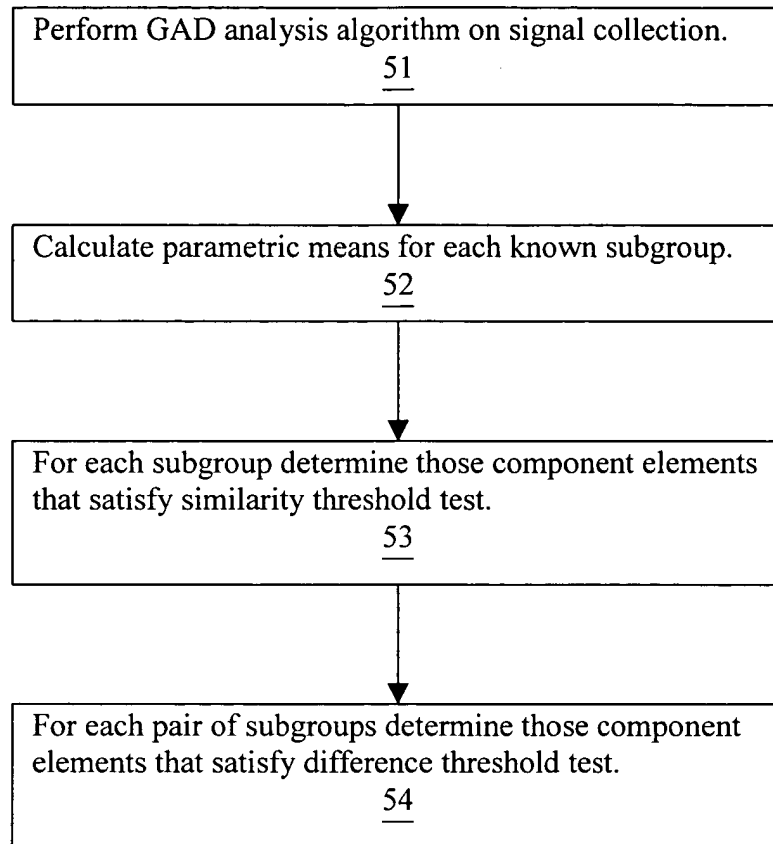 Perform GAD analysis algorithm on signal collection.
51
Calculate parametric means for each known subgroup.
52
For each subgroup determine those component elements
that satisfy similarity threshold test.
53
For each pair of subgroups determine those component
elements that satisfy difference threshold test.
54